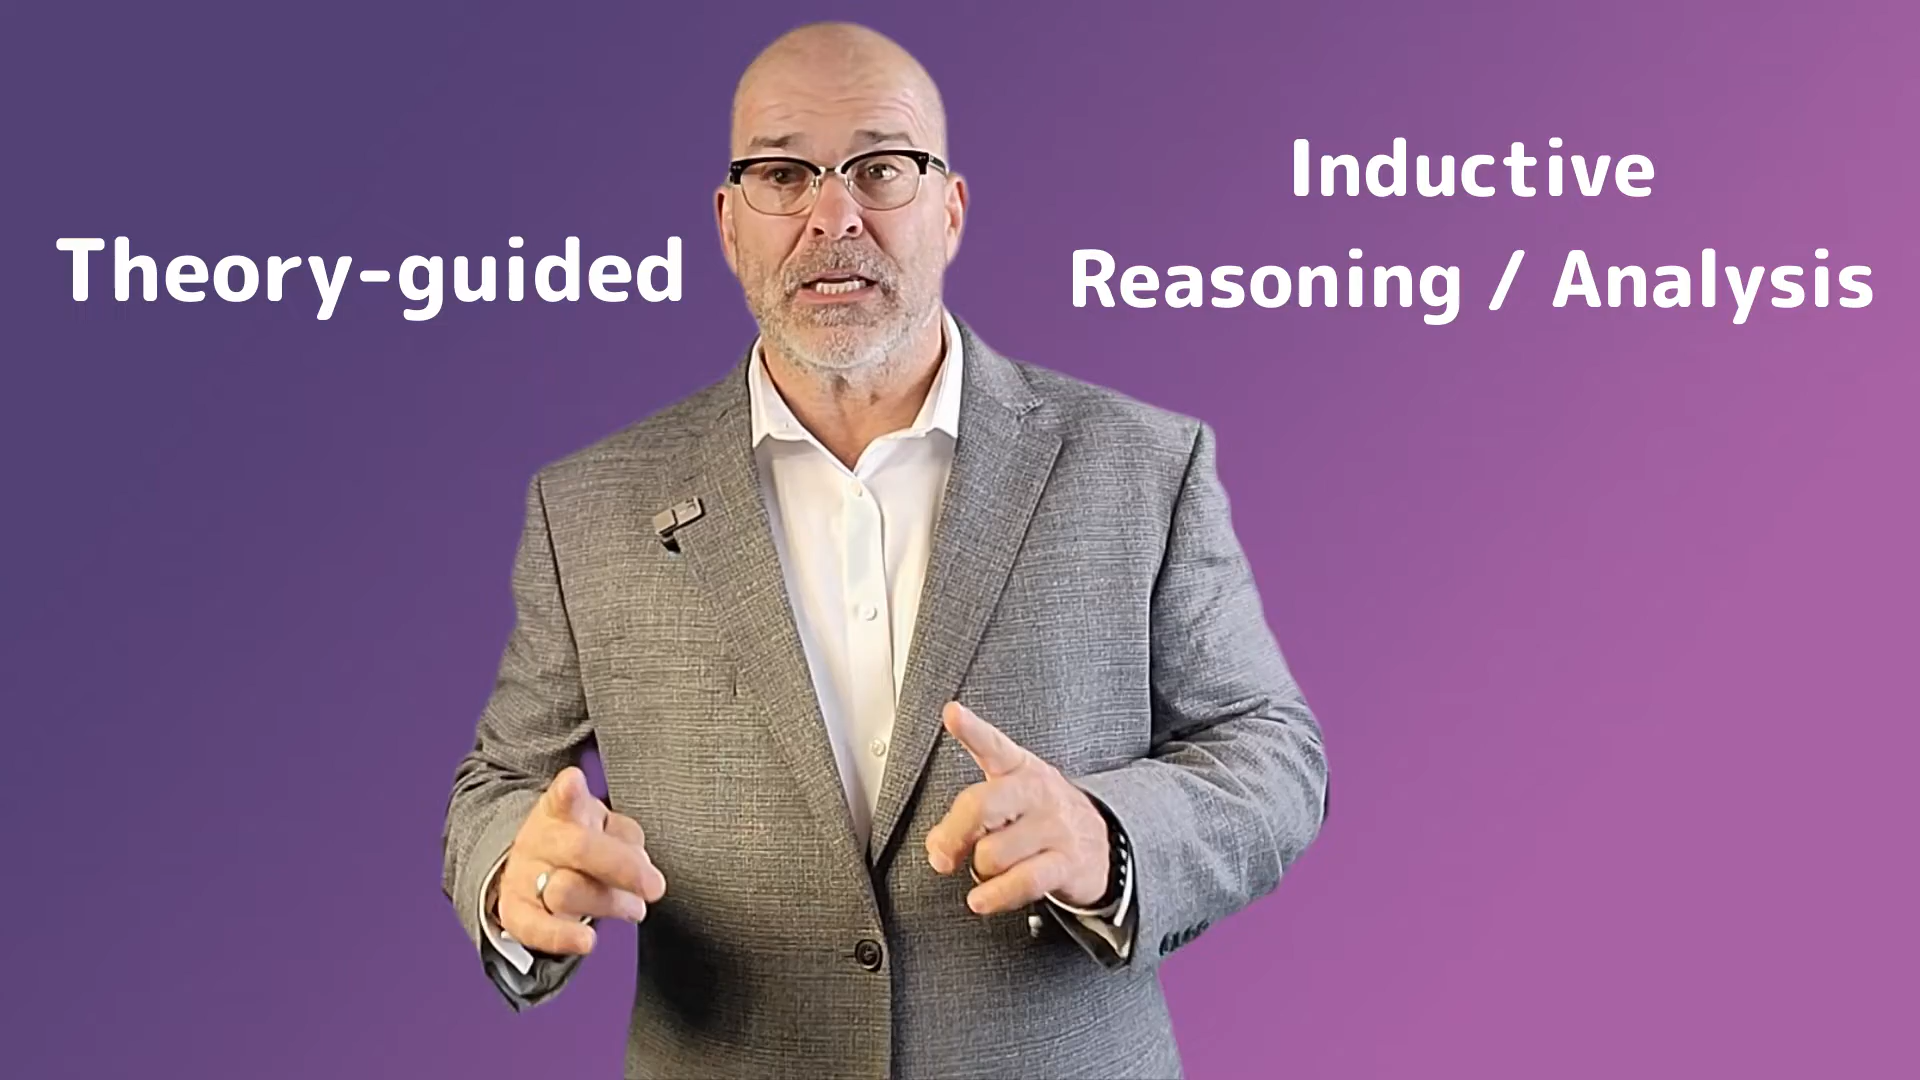 Theory-guided
Inductive
Reasoning / Analysis